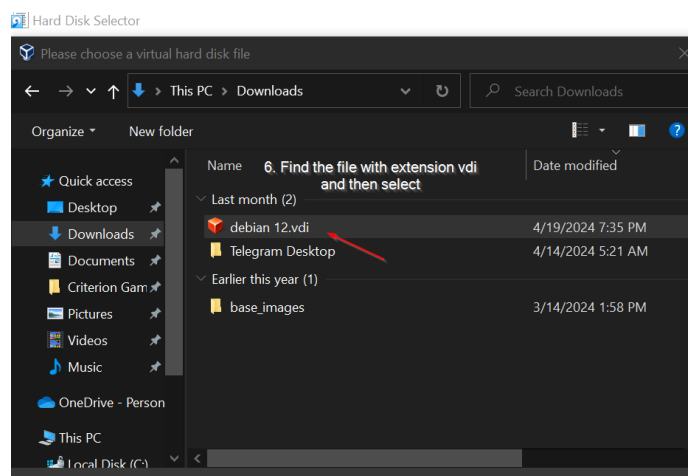 Hard Disk Selector
Please choose a virtual hard disk file
This PC > Downloads
Search Downloads
Organize
New folder
Name
6. Find the file with extension vdi
and then select
Date modified
Quick access
Desktop
Downloads
Documents
Criterion Gam
Pictures
Videos
Music
OneDrive - Person
This PC
Local Disk (C:)
Last month (2)
debian 12.vdi 4/19/2024 7:35 PM
Telegram Desktop 4/14/2024 5:21 AM
Earlier this year (1)
base_images 3/14/2024 1:58 PM